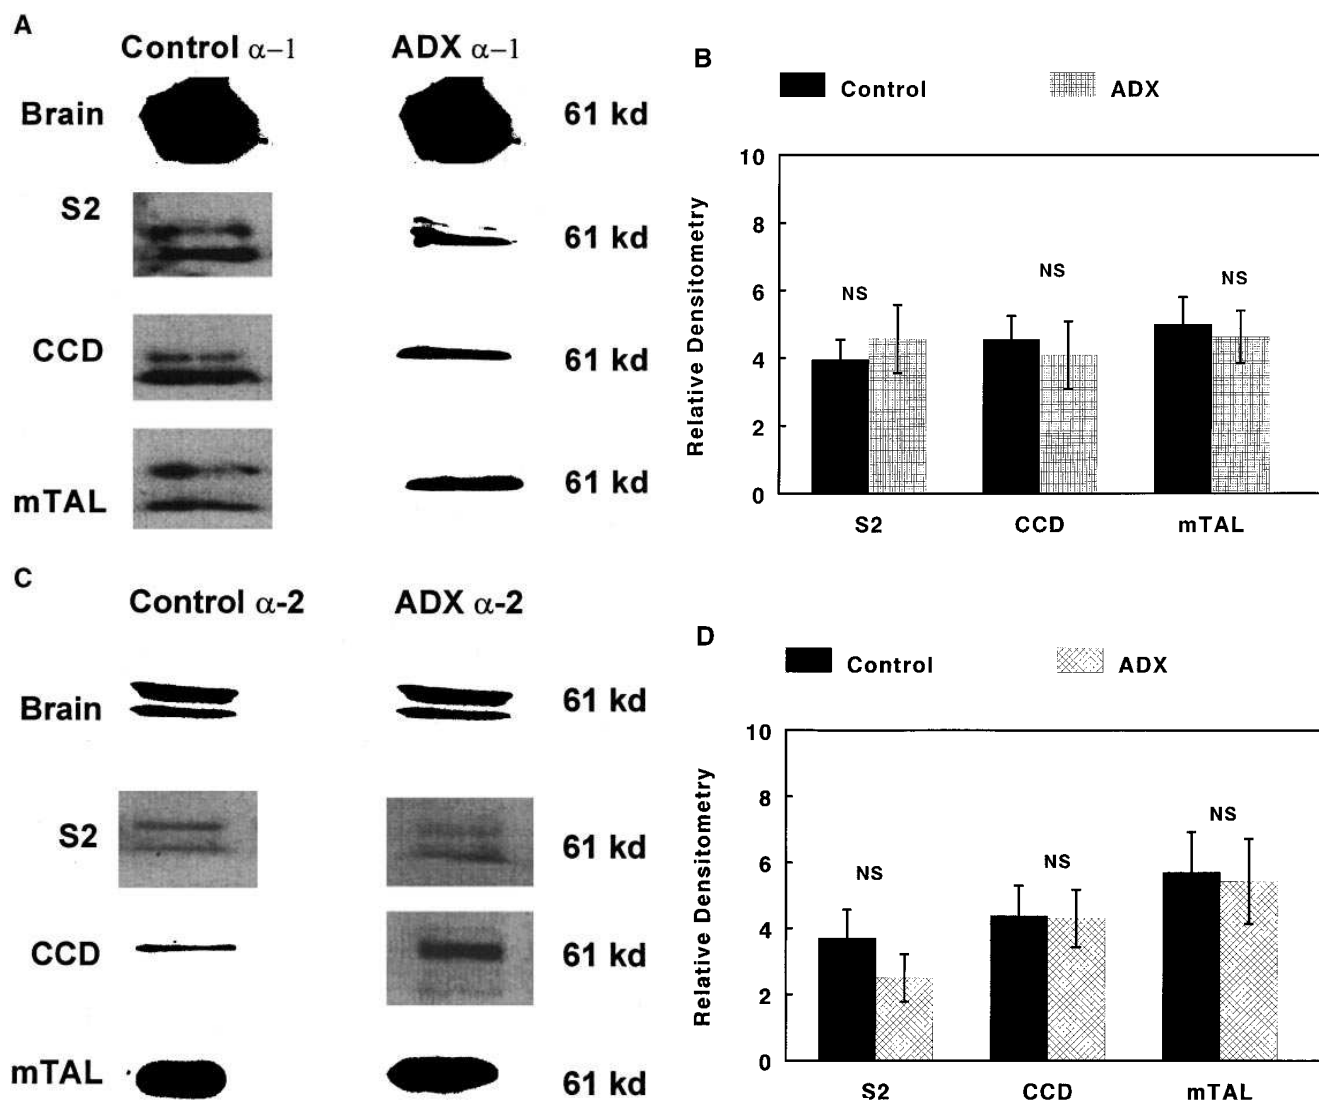 A
Control α–1
ADX α–1
Brain
61 kd
S2
61 kd
CCD
61 kd
mTAL
61 kd
B
Control
ADX
10
8
6
4
2
0
Relative Densitometry
NS
NS
NS
S2
CCD
mTAL
C
Control α-2
ADX α-2
Brain
61 kd
S2
61 kd
CCD
61 kd
mTAL
61 kd
D
Control
ADX
10
8
6
4
2
0
Relative Densitometry
NS
NS
NS
S2
CCD
mTAL